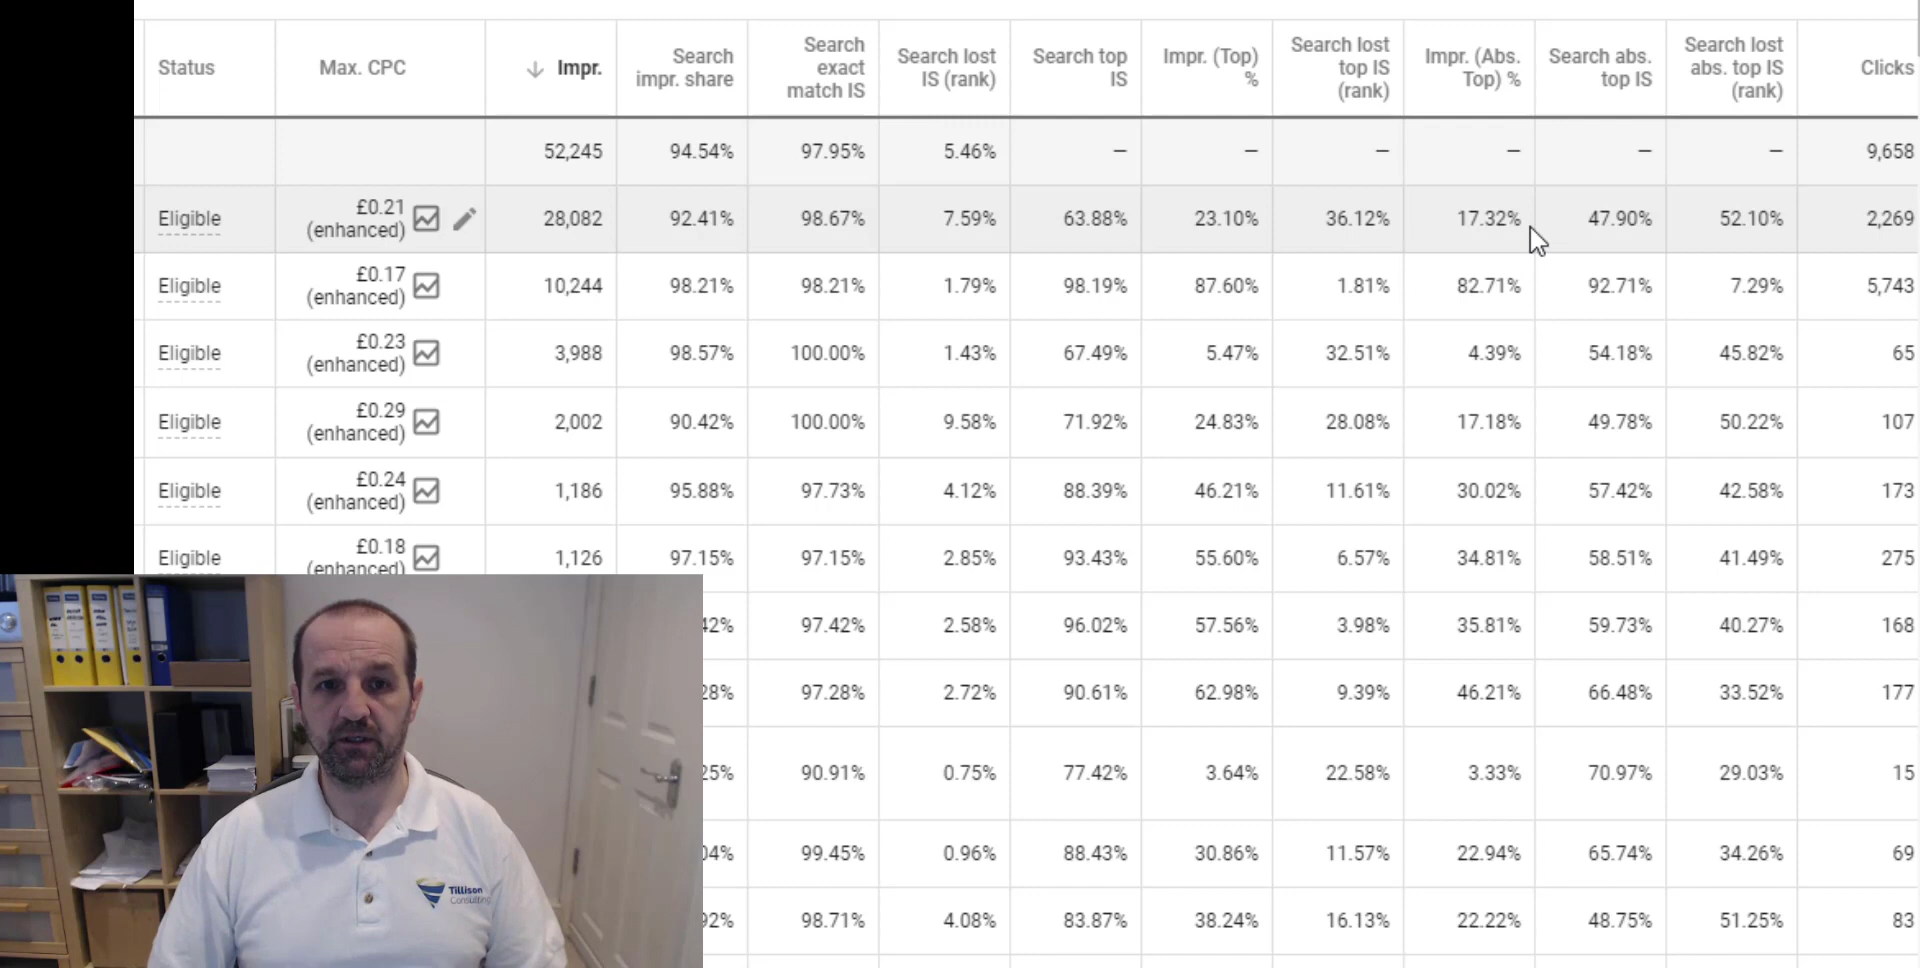 Status Max. CPC ↓ Impr. Search impr. share Search exact match IS Search lost IS (rank) Search top IS Impr. (Top) % Search lost top IS (rank) Impr. (Abs. Top) % Search abs. top IS Search lost abs. top IS (rank) Clicks
52,245 94.54% 97.95% 5.46% — — — — — — 9,658
Eligible £0.21 (enhanced) 28,082 92.41% 98.67% 7.59% 63.88% 23.10% 36.12% 17.32% 47.90% 52.10% 2,269
Eligible £0.17 (enhanced) 10,244 98.21% 98.21% 1.79% 98.19% 87.60% 1.81% 82.71% 92.71% 7.29% 5,743
Eligible £0.23 (enhanced) 3,988 98.57% 100.00% 1.43% 67.49% 5.47% 32.51% 4.39% 54.18% 45.82% 65
Eligible £0.29 (enhanced) 2,002 90.42% 100.00% 9.58% 71.92% 24.83% 28.08% 17.18% 49.78% 50.22% 107
Eligible £0.24 (enhanced) 1,186 95.88% 97.73% 4.12% 88.39% 46.21% 11.61% 30.02% 57.42% 42.58% 173
Eligible £0.18 (enhanced) 1,126 97.15% 97.15% 2.85% 93.43% 55.60% 6.57% 34.81% 58.51% 41.49% 275
42% 97.42% 2.58% 96.02% 57.56% 3.98% 35.81% 59.73% 40.27% 168
28% 97.28% 2.72% 90.61% 62.98% 9.39% 46.21% 66.48% 33.52% 177
25% 90.91% 0.75% 77.42% 3.64% 22.58% 3.33% 70.97% 29.03% 15
04% 99.45% 0.96% 88.43% 30.86% 11.57% 22.94% 65.74% 34.26% 69
92% 98.71% 4.08% 83.87% 38.24% 16.13% 22.22% 48.75% 51.25% 83
Tillison
Consulting